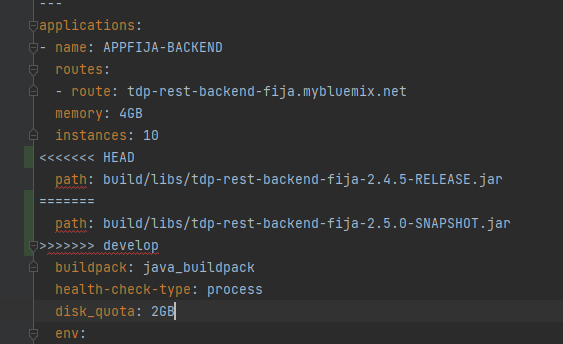 ---
applications:
- name: APPFIJA-BACKEND
  routes:
  - route: tdp-rest-backend-fija.mybluemix.net
  memory: 4GB
  instances: 10
<<<<<<< HEAD
  path: build/libs/tdp-rest-backend-fija-2.4.5-RELEASE.jar
=======
  path: build/libs/tdp-rest-backend-fija-2.5.0-SNAPSHOT.jar
>>>>>>> develop
  buildpack: java_buildpack
  health-check-type: process
  disk_quota: 2GB
  env: